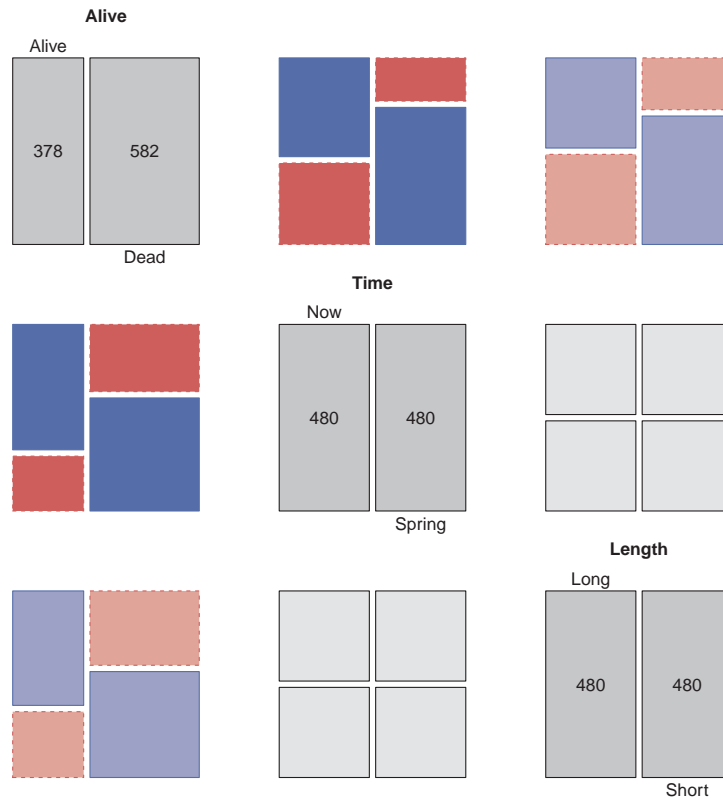 Alive
Alive
378 582
Dead
Time
Now
480 480
Spring
Length
Long
480 480
Short